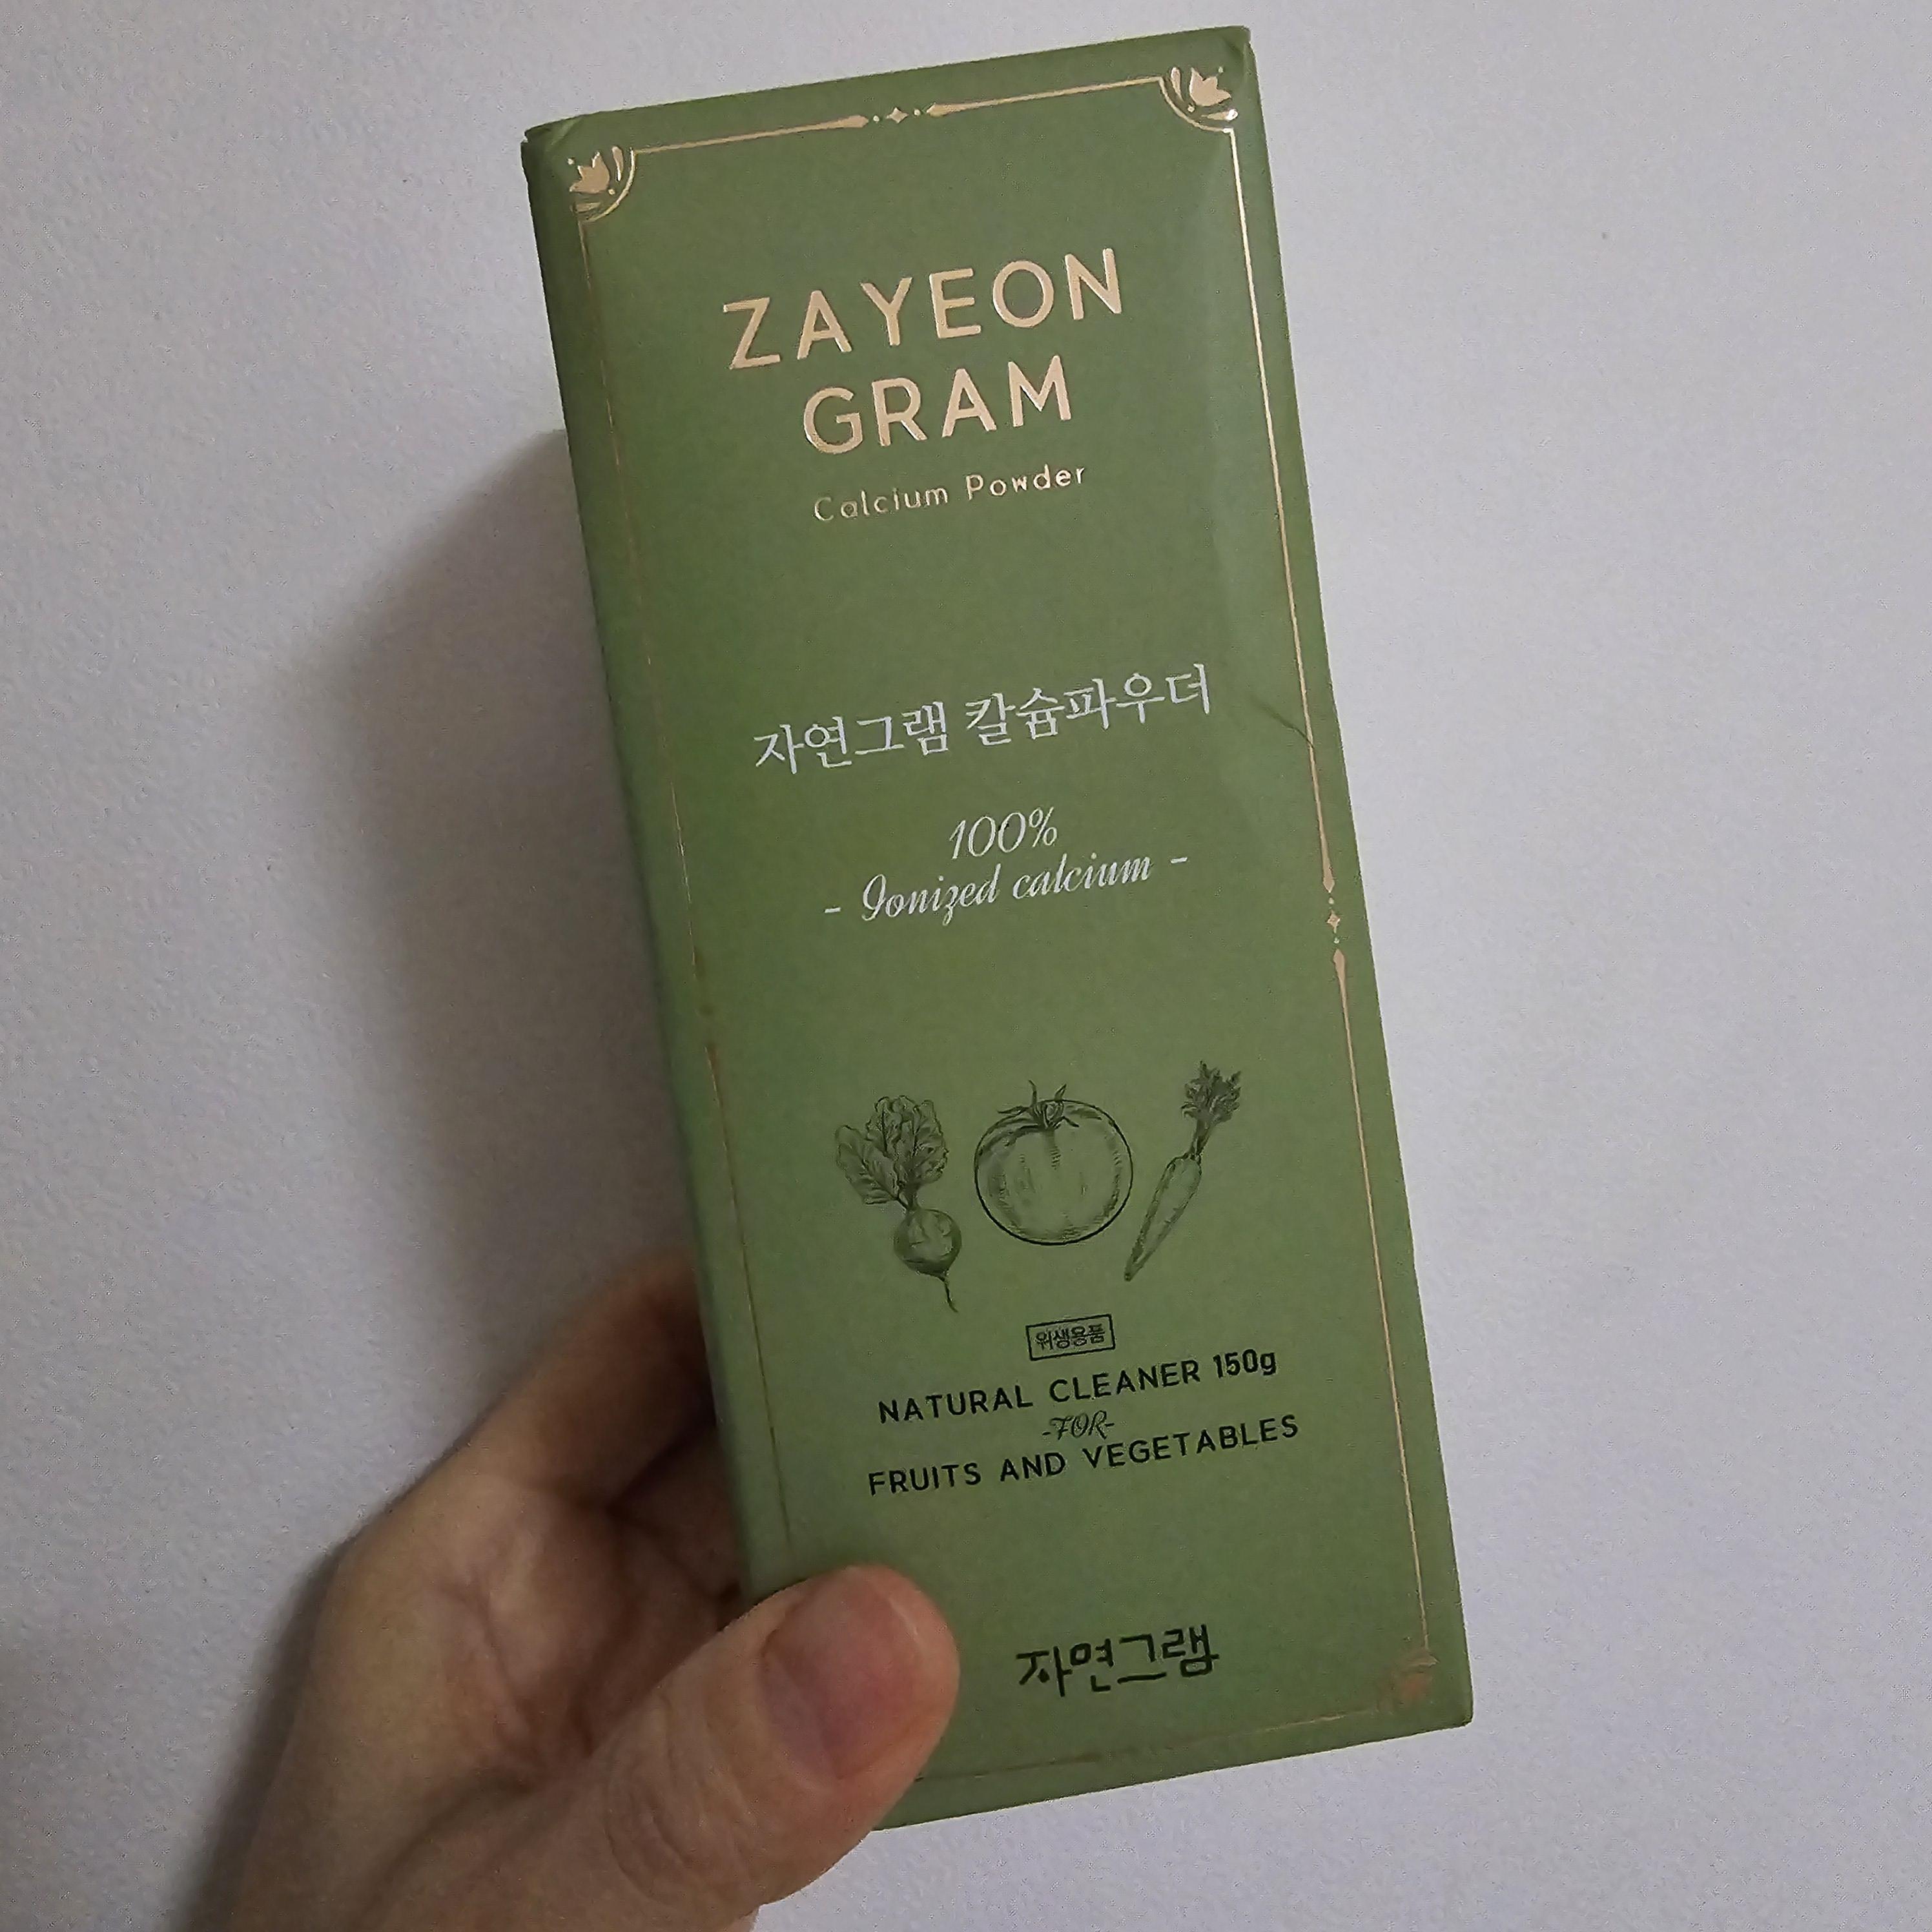 ZAYEON
GRAM
Calcium Powder
자연그램 칼슘파우더
100%
- Ionized calcium -
위생용품
NATURAL CLEANER 150g
-FOR-
FRUITS AND VEGETABLES
자연그램